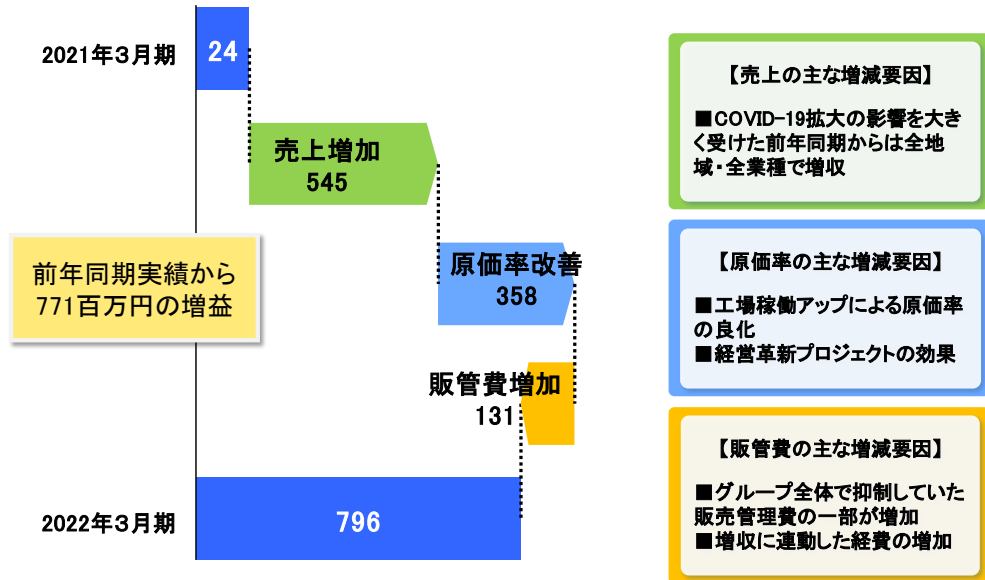 2021年3月期
24
売上増加
545
前年同期実績から
771百万円の増益
原価率改善
358
販管費増加
131
2022年3月期
796
【売上の主な増減要因】
■COVID-19拡大の影響を大き
く受けた前年同期からは全地
域・全業種で増収
【原価率の主な増減要因】
■工場稼働アップによる原価率
の良化
■経営革新プロジェクトの効果
【販管費の主な増減要因】
■グループ全体で抑制していた
販売管理費の一部が増加
■増収に連動した経費の増加